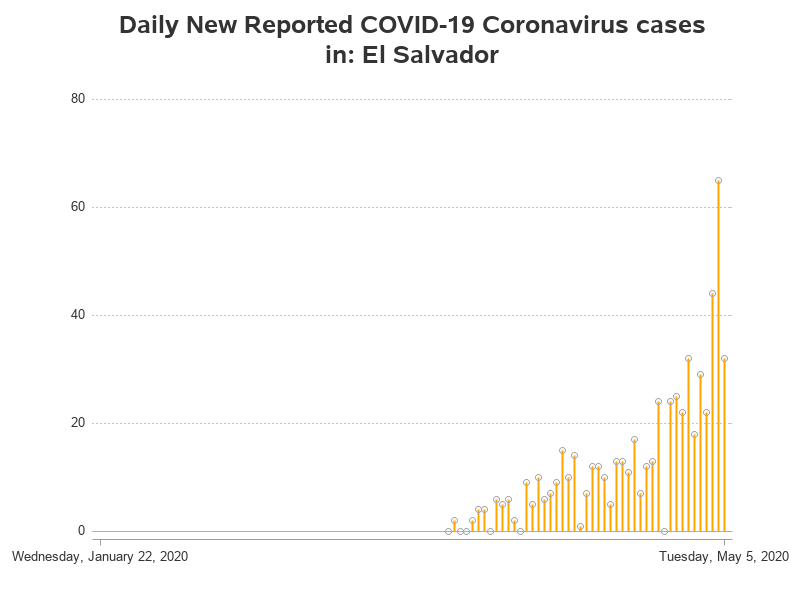 Daily New Reported COVID-19 Coronavirus cases
in: El Salvador
80
60
40
20
0
Wednesday, January 22, 2020
Tuesday, May 5, 2020